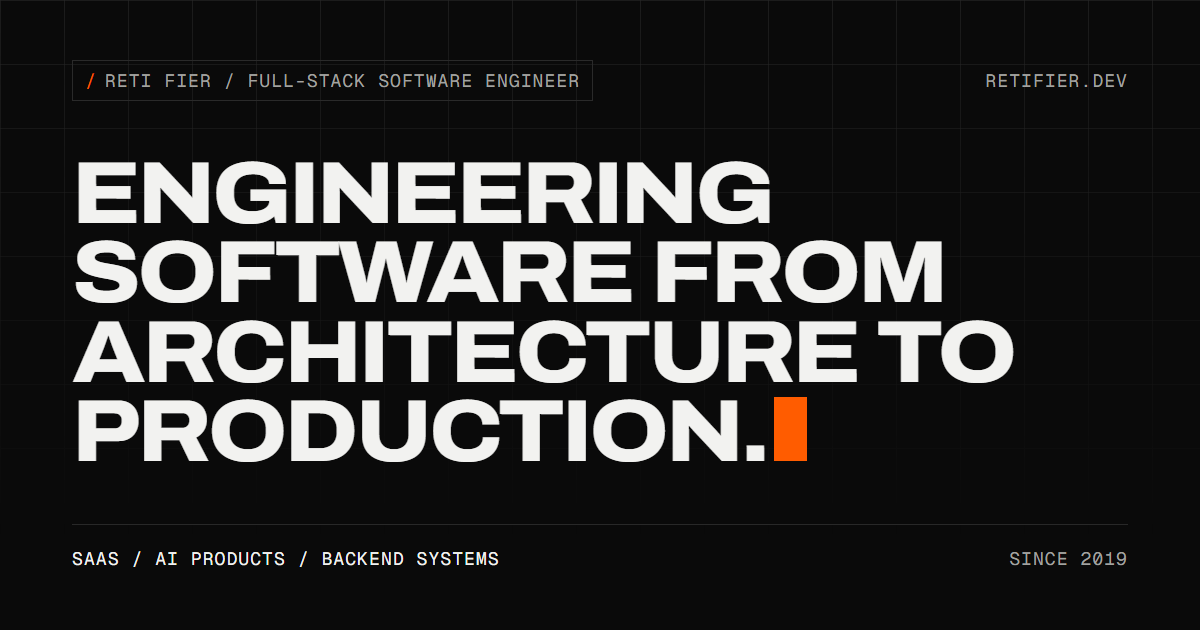 / RETI FIER / FULL-STACK SOFTWARE ENGINEER
RETIFIER.DEV
ENGINEERING
SOFTWARE FROM
ARCHITECTURE TO
PRODUCTION.
SAAS / AI PRODUCTS / BACKEND SYSTEMS
SINCE 2019